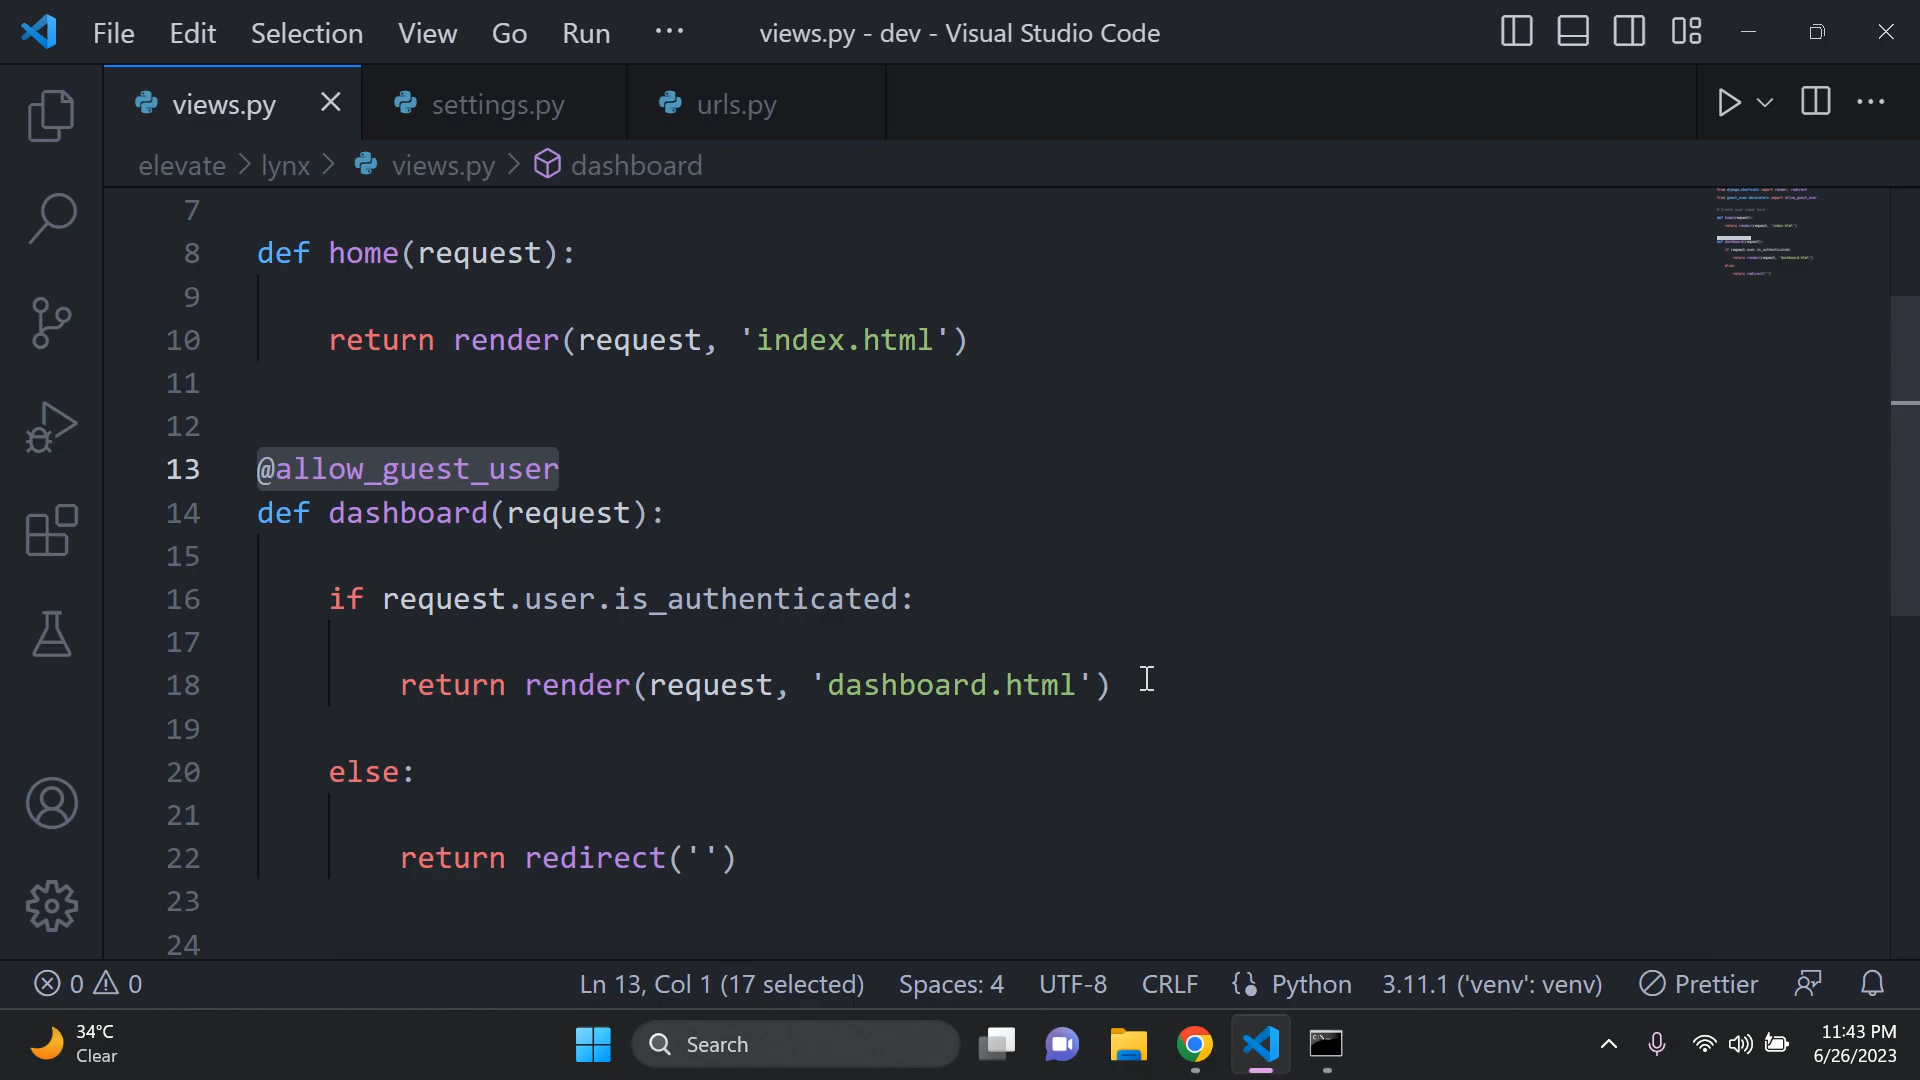 File Edit Selection View Go Run ··· views.py - dev - Visual Studio Code
views.py settings.py urls.py
elevate > lynx > views.py > dashboard
7
8 def home(request):
9
10 return render(request, 'index.html')
11
12
13 @allow_guest_user
14 def dashboard(request):
15
16 if request.user.is_authenticated:
17
18 return render(request, 'dashboard.html')
19
20 else:
21
22 return redirect('')
23
24
0 0 Ln 13, Col 1 (17 selected) Spaces: 4 UTF-8 CRLF Python 3.11.1 ('venv': venv) Prettier
34°C
Clear
Search
11:43 PM
6/26/2023